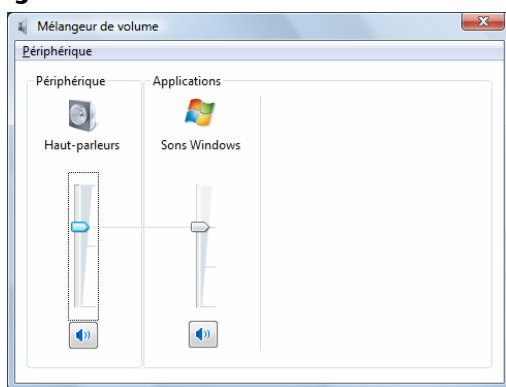 Mélangeur de volume
Périphérique
Périphérique
Applications
Haut-parleurs
Sons Windows